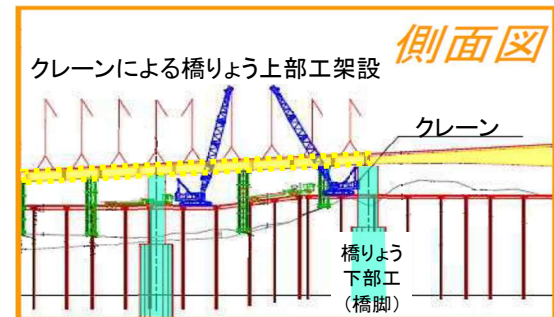 側面図
クレーンによる橋りょう上部工架設
クレーン
橋りょう
下部工
(橋脚)